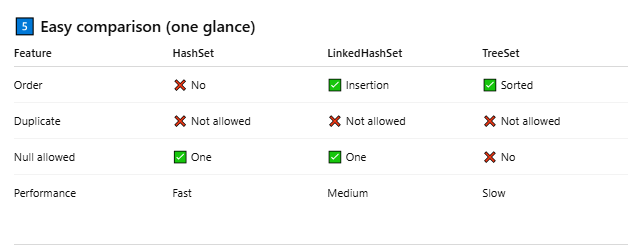 5 Easy comparison (one glance)
Feature HashSet LinkedHashSet TreeSet
Order ❌ No ✅ Insertion ✅ Sorted
Duplicate ❌ Not allowed ❌ Not allowed ❌ Not allowed
Null allowed ✅ One ✅ One ❌ No
Performance Fast Medium Slow